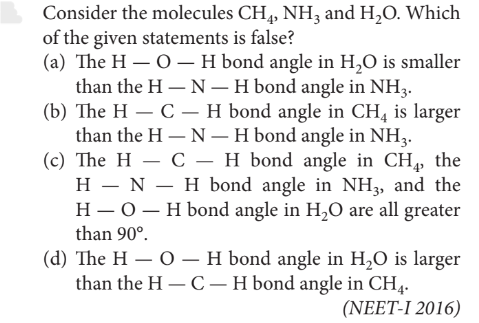 Consider the molecules CH₄, NH₃ and H₂O. Which
of the given statements is false?
(a) The H — O — H bond angle in H₂O is smaller
than the H — N — H bond angle in NH₃.
(b) The H — C — H bond angle in CH₄ is larger
than the H — N — H bond angle in NH₃.
(c) The H — C — H bond angle in CH₄, the
H — N — H bond angle in NH₃, and the
H — O — H bond angle in H₂O are all greater
than 90°.
(d) The H — O — H bond angle in H₂O is larger
than the H — C — H bond angle in CH₄.
(NEET-I 2016)